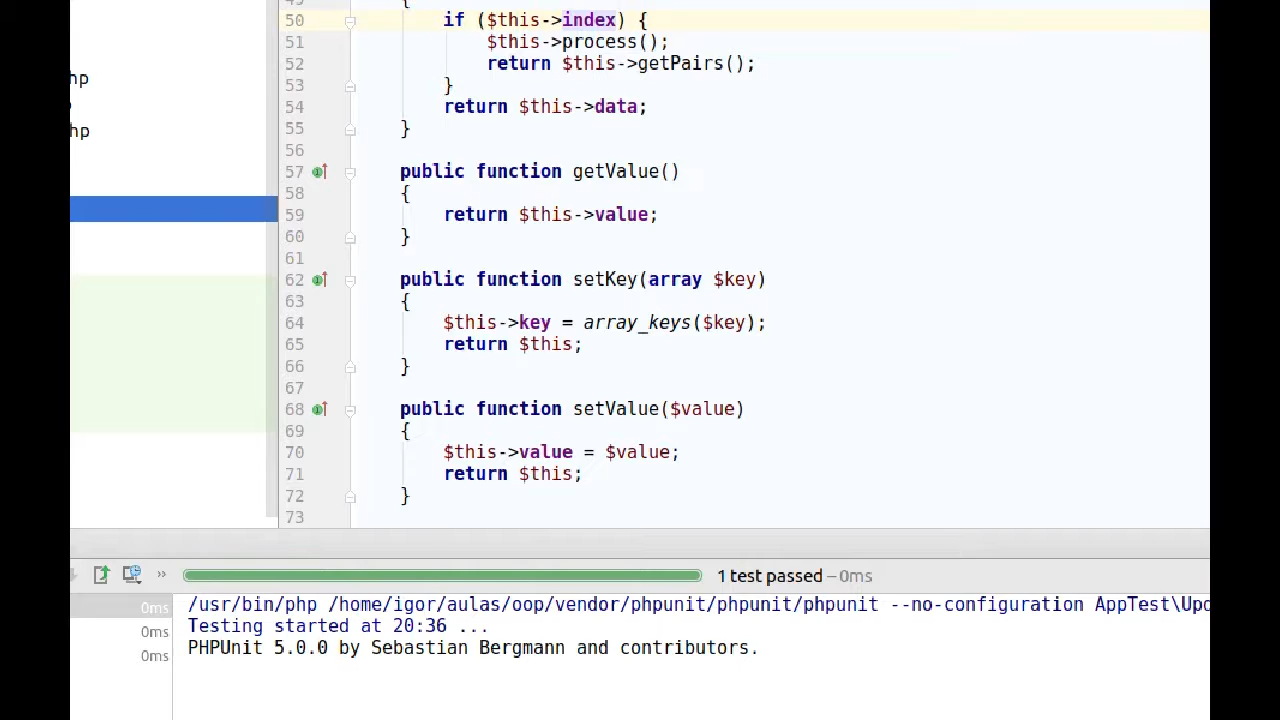 {
50 if ($this->index) {
51 $this->process();
hp
52 return $this->getPairs();
53 }
54 return $this->data;
hp
55 }
56
57 public function getValue()
58 {
59 return $this->value;
60 }
61
62 public function setKey(array $key)
63 {
64 $this->key = array_keys($key);
65 return $this;
66 }
67
68 public function setValue($value)
69 {
70 $this->value = $value;
71 return $this;
72 }
73
» 1 test passed – 0ms
0ms /usr/bin/php /home/igor/aulas/oop/vendor/phpunit/phpunit/phpunit --no-configuration AppTest\Upd
0ms Testing started at 20:36 ...
0ms PHPUnit 5.0.0 by Sebastian Bergmann and contributors.